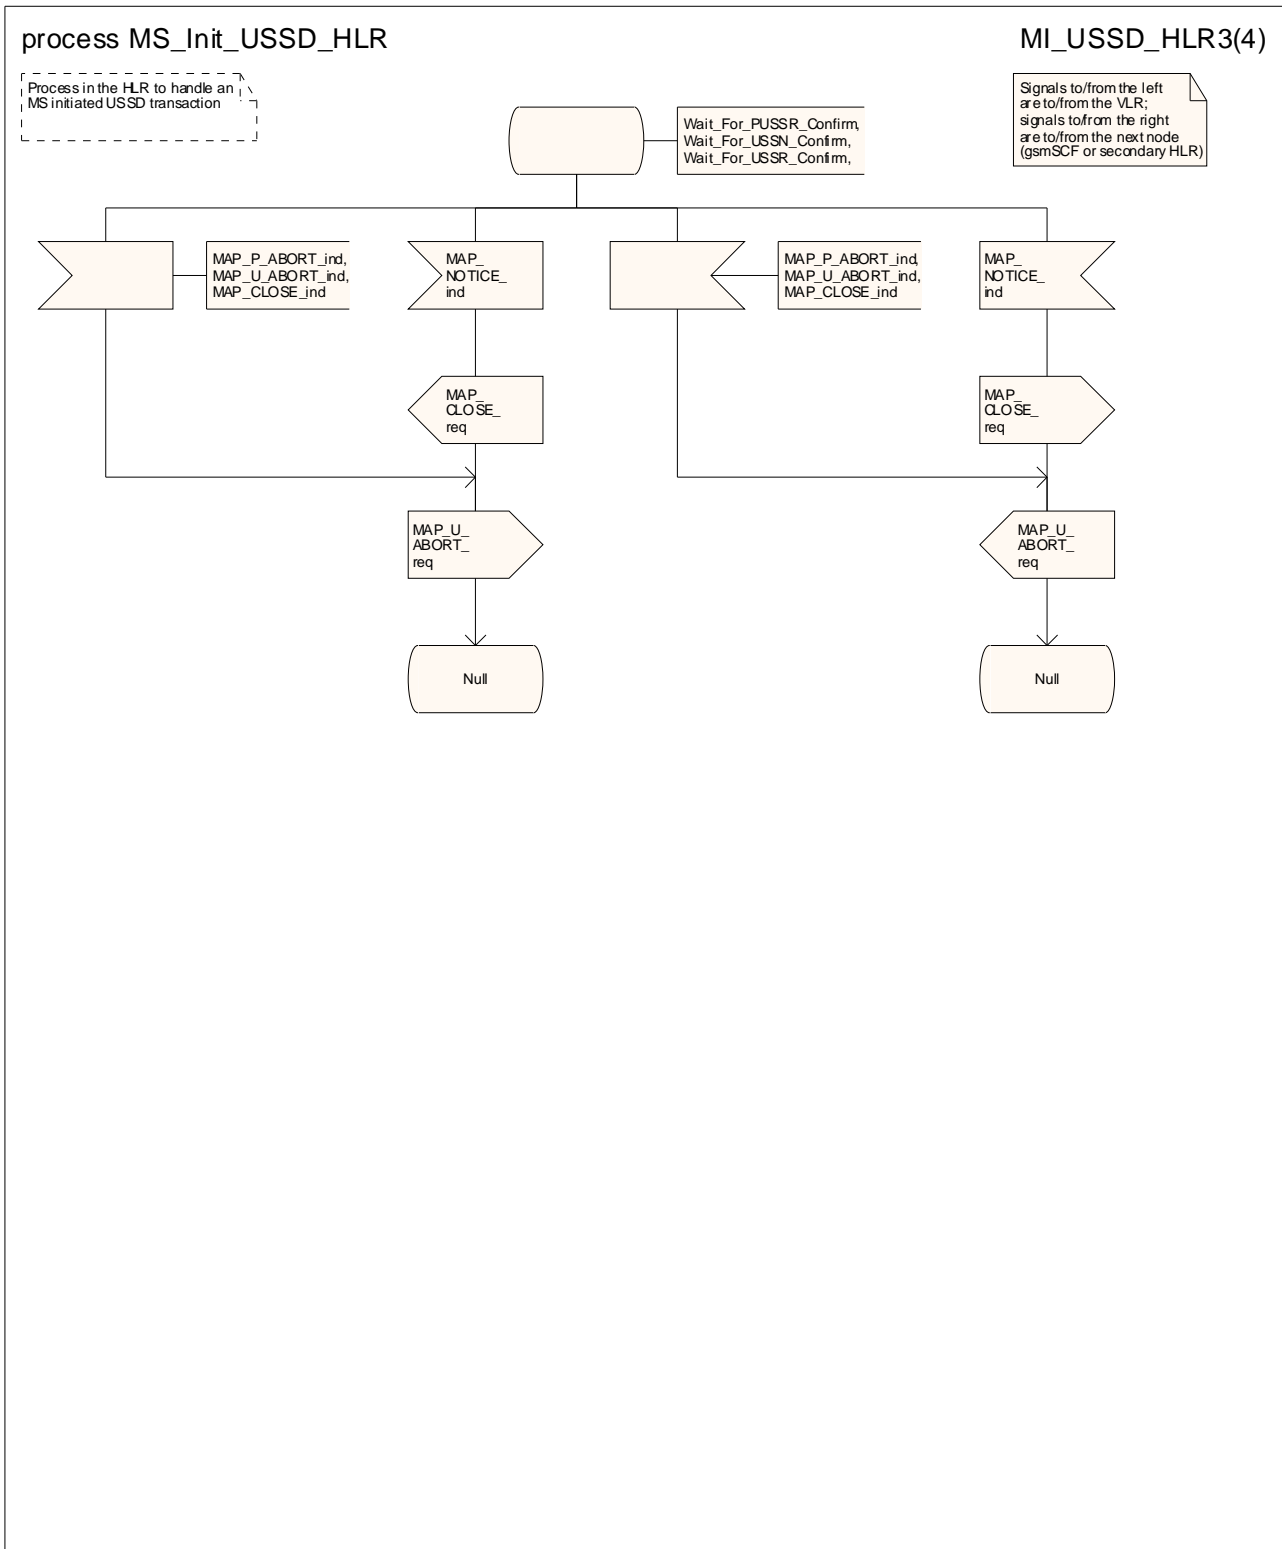 process MS_Init_USSD_HLR
MI_USSD_HLR3(4)
Process in the HLR to handle an
MS initiated USSD transaction
Wait_For_PUSSR_Confirm,
Wait_For_USSN_Confirm,
Wait_For_USSR_Confirm,
Signals to/from the left
are to/from the VLR;
signals to/from the right
are to/from the next node
(gsmSCF or secondary HLR)
MAP_P_ABORT_ind,
MAP_U_ABORT_ind,
MAP_CLOSE_ind
MAP_
NOTICE_
ind
MAP_P_ABORT_ind,
MAP_U_ABORT_ind,
MAP_CLOSE_ind
MAP_
NOTICE_
ind
MAP_
CLOSE_
req
MAP_
CLOSE_
req
MAP_U_
ABORT_
req
MAP_U_
ABORT_
req
Null
Null